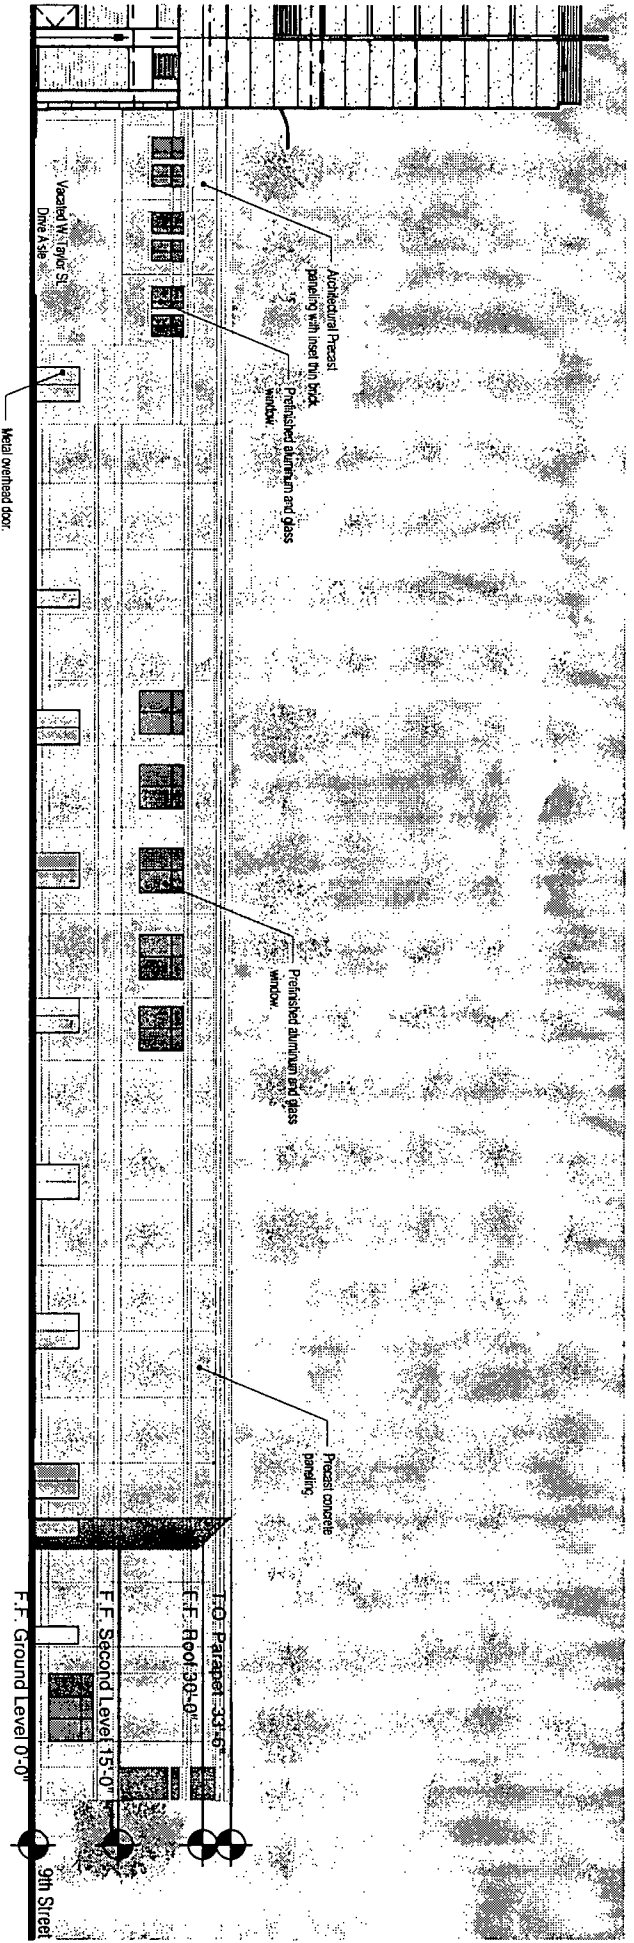 Architectural Precast
paneling with inset thin brick
Prefinished aluminum and glass
window.
Vacated W. Taylor St.
Drive Aisle
Metal overhead door.
Prefinished aluminum and glass
window.
Precast concrete
paneling.
T.O. Parapet 33'-6"
F.F. Roof 30'-0"
F.F. Second Level 15'-0"
F.F. Ground Level 0'-0"
9th Street